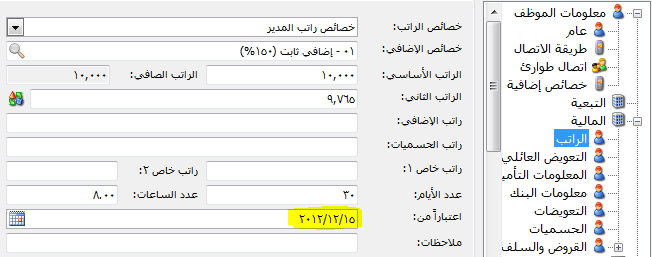 معلومات الموظف
عام
طريقة الاتصال
اتصال طوارئ
خصائص إضافية
التبعية
المالية
الراتب
التعويض العائلي
المعلومات التأمي
معلومات البنك
التعويضات
الحسميات
القروض والسلف
خصائص الراتب: خصائص راتب المدير
خصائص الإضافي: ٠١ - إضافي ثابت (١٥٠%)
الراتب الأساسي: ١٠,٠٠٠ الراتب الصافي: ١٠,٠٠٠
الراتب الثاني: ٩,٧٦٥
راتب الإضافي:
راتب الحسميات:
راتب خاص ١: راتب خاص ٢:
عدد الأيام: ٣٠ عدد الساعات: ٨.٠٠
اعتباراً من: ٢٠١٢/١٢/١٥
ملاحظات: